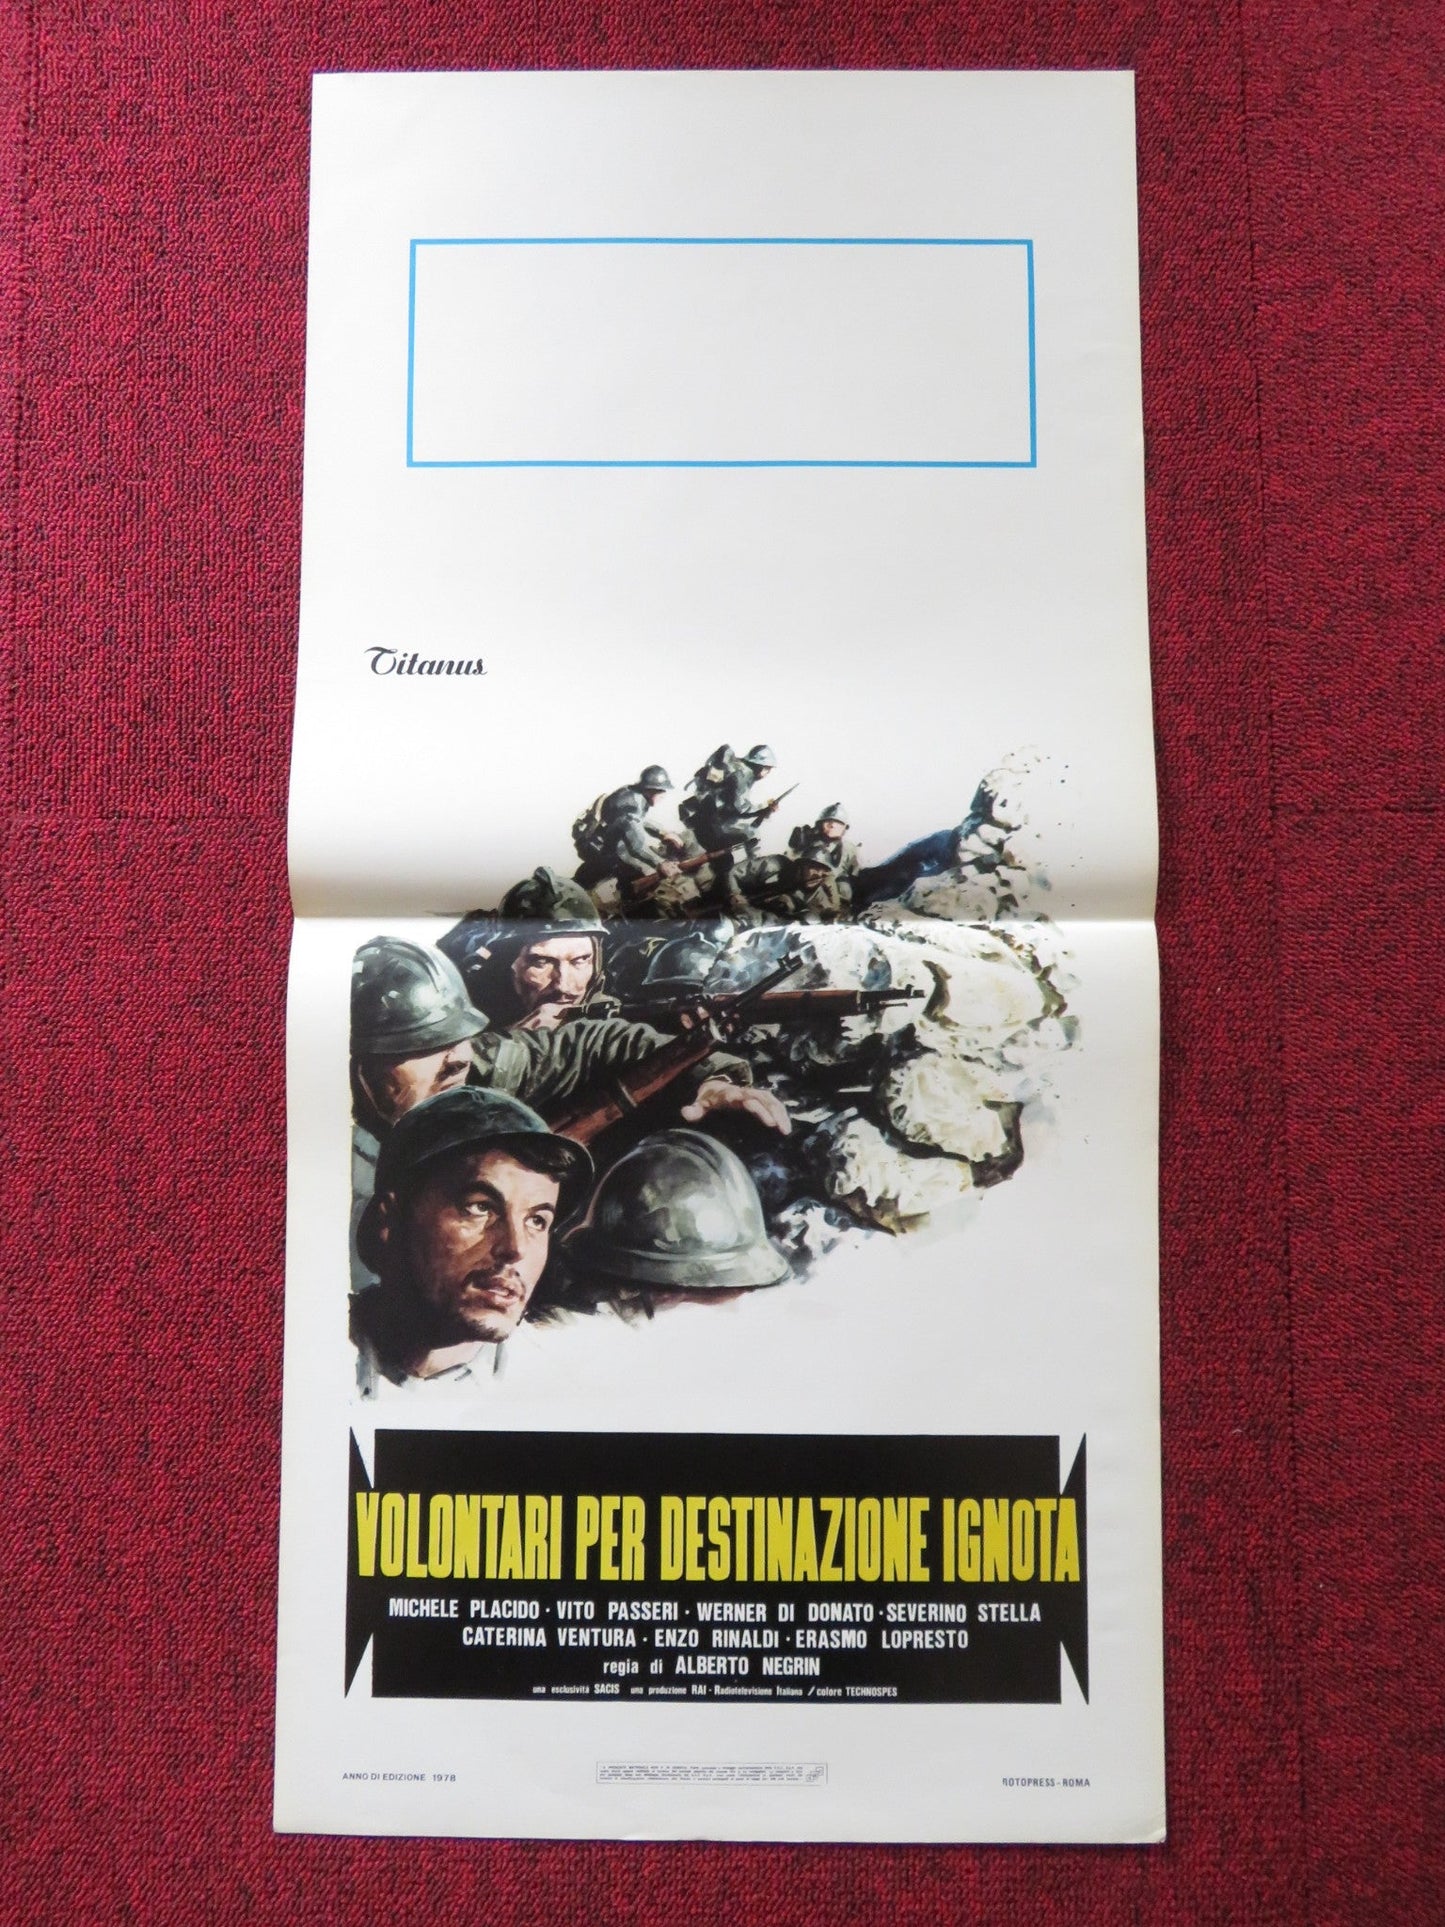 Titanus
VOLONTARI PER DESTINAZIONE IGNOTA
MICHELE PLACIDO · VITO PASSERI · WERNER DI DONATO · SEVERINO STELLA
CATERINA VENTURA · ENZO RINALDI · ERASMO LOPRESTO
regia di ALBERTO NEGRIN
una esclusività SACIS una produzione RAI - Radiotelevisione Italiana / colore TECHNOSPES
ANNO DI EDIZIONE 1978
ROTOPRESS - ROMA